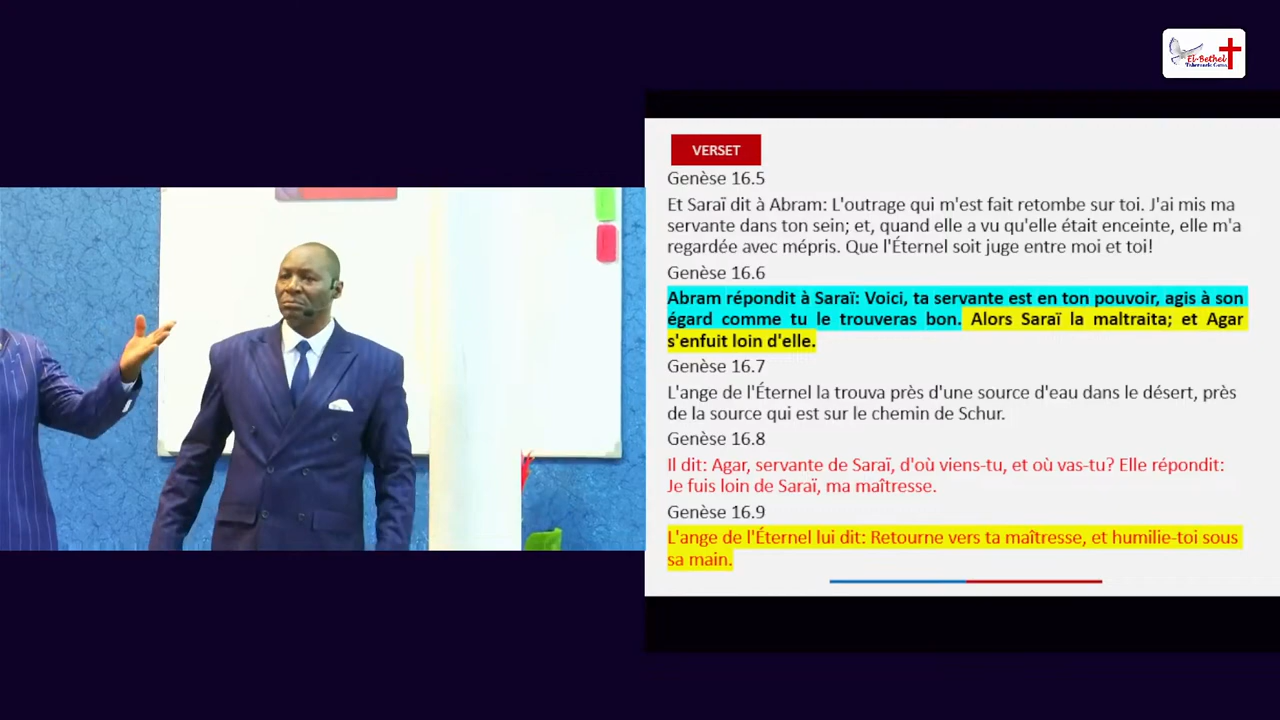 El-Bethel
VERSET
Genèse 16.5
Et Saraï dit à Abram: L'outrage qui m'est fait retombe sur toi. J'ai mis ma
servante dans ton sein; et, quand elle a vu qu'elle était enceinte, elle m'a
regardée avec mépris. Que l'Éternel soit juge entre moi et toi!
Genèse 16.6
Abram répondit à Saraï: Voici, ta servante est en ton pouvoir, agis à son
égard comme tu le trouveras bon. Alors Saraï la maltraita; et Agar
s'enfuit loin d'elle.
Genèse 16.7
L'ange de l'Éternel la trouva près d'une source d'eau dans le désert, près
de la source qui est sur le chemin de Schur.
Genèse 16.8
Il dit: Agar, servante de Saraï, d'où viens-tu, et où vas-tu? Elle répondit:
Je fuis loin de Saraï, ma maîtresse.
Genèse 16.9
L'ange de l'Éternel lui dit: Retourne vers ta maîtresse, et humilie-toi sous
sa main.